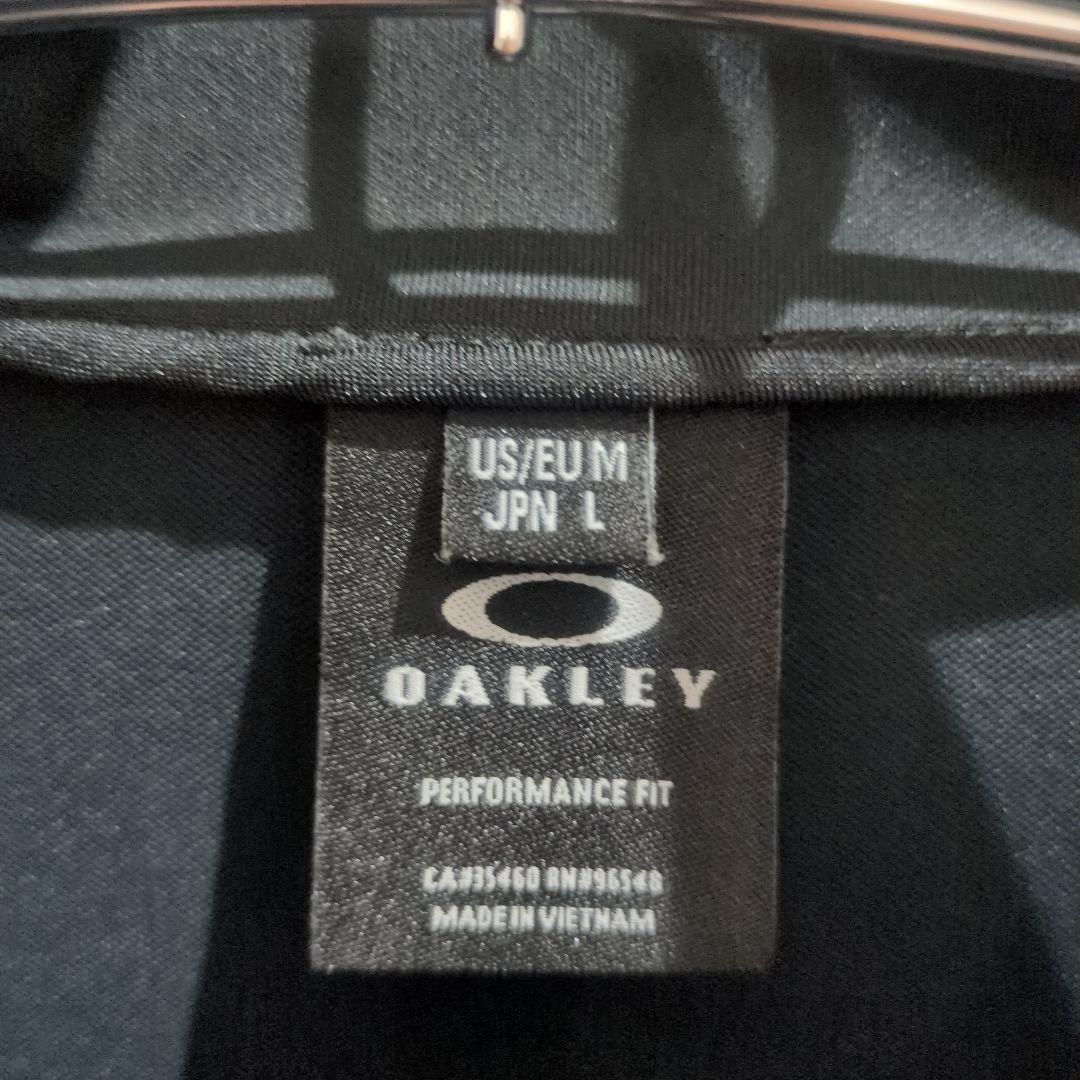 US/EU M
JPN L
OAKLEY
PERFORMANCE FIT
CA#35460 RN#96548
MADE IN VIETNAM